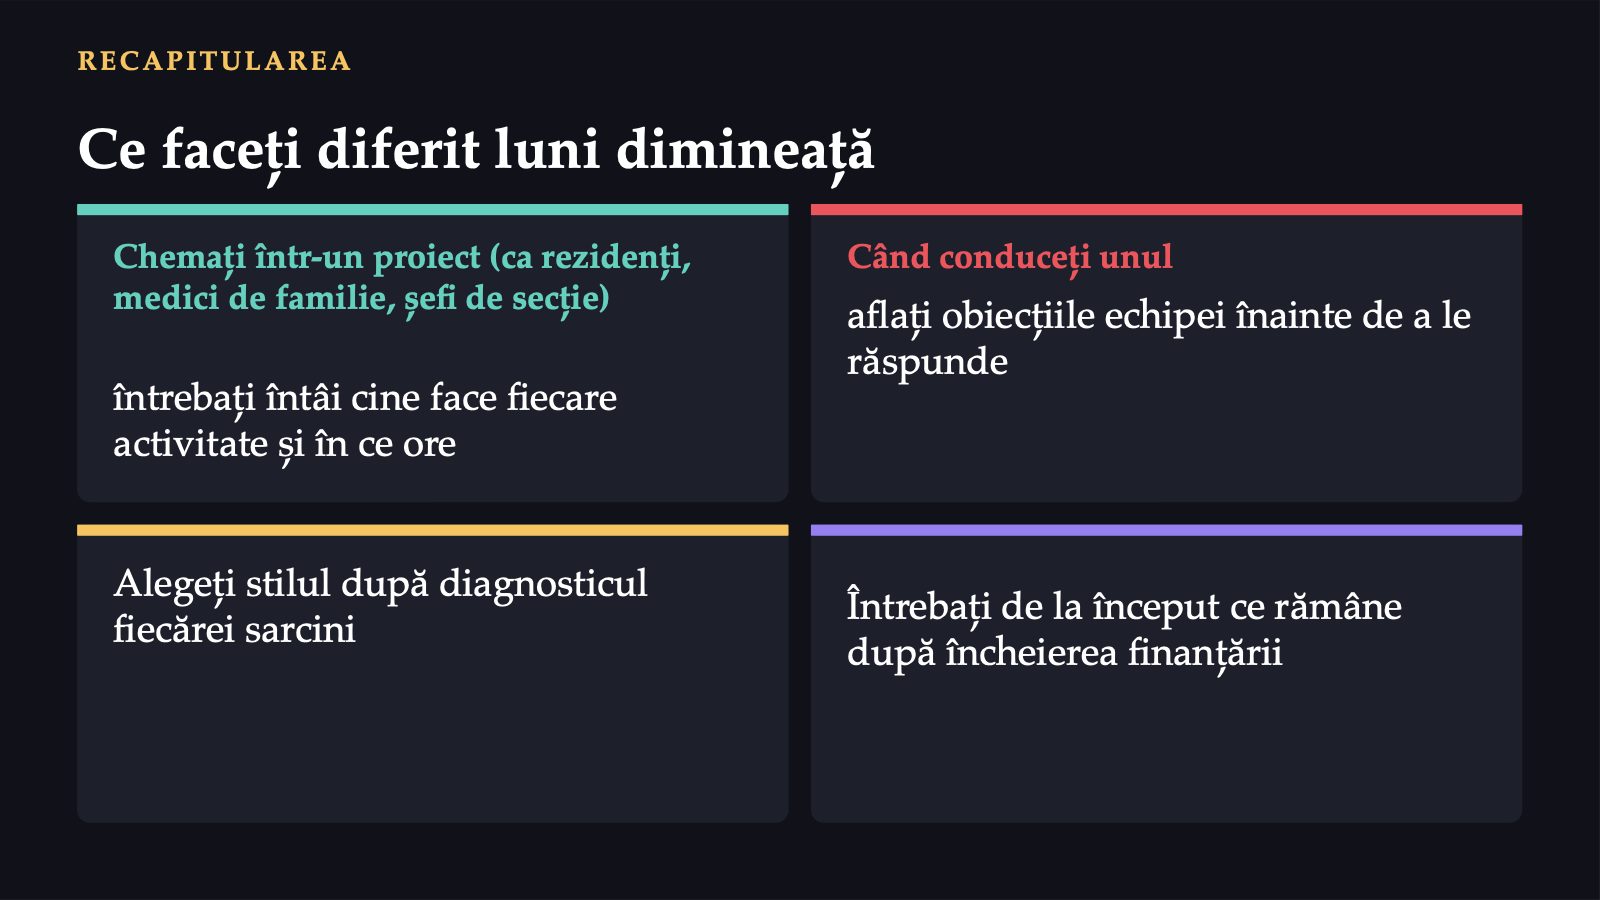 RECAPITULAREA
Ce faceți diferit luni dimineață
Chemați într-un proiect (ca rezidenți,
medici de familie, șefi de secție)
întrebați întâi cine face fiecare
activitate și în ce ore
Când conduceți unul
aflați obiecțiile echipei înainte de a le
răspunde
Alegeți stilul după diagnosticul
fiecărei sarcini
Întrebați de la început ce rămâne
după încheierea finanțării